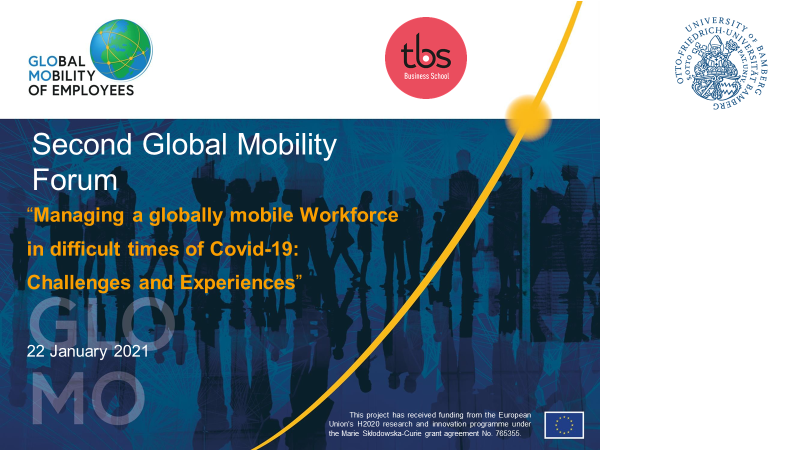 GLOBAL
MOBILITY
OF EMPLOYEES
tbs
Business School
UNIVERSITY OF BAMBERG
OTTO-FRIEDRICH-UNIVERSITÄT BAMBERG
Second Global Mobility
Forum
“Managing a globally mobile Workforce
in difficult times of Covid-19:
Challenges and Experiences”
GLO
22 January 2021
MO
This project has received funding from the European
Union's H2020 research and innovation programme under
the Marie Skłodowska-Curie grant agreement No. 765355.